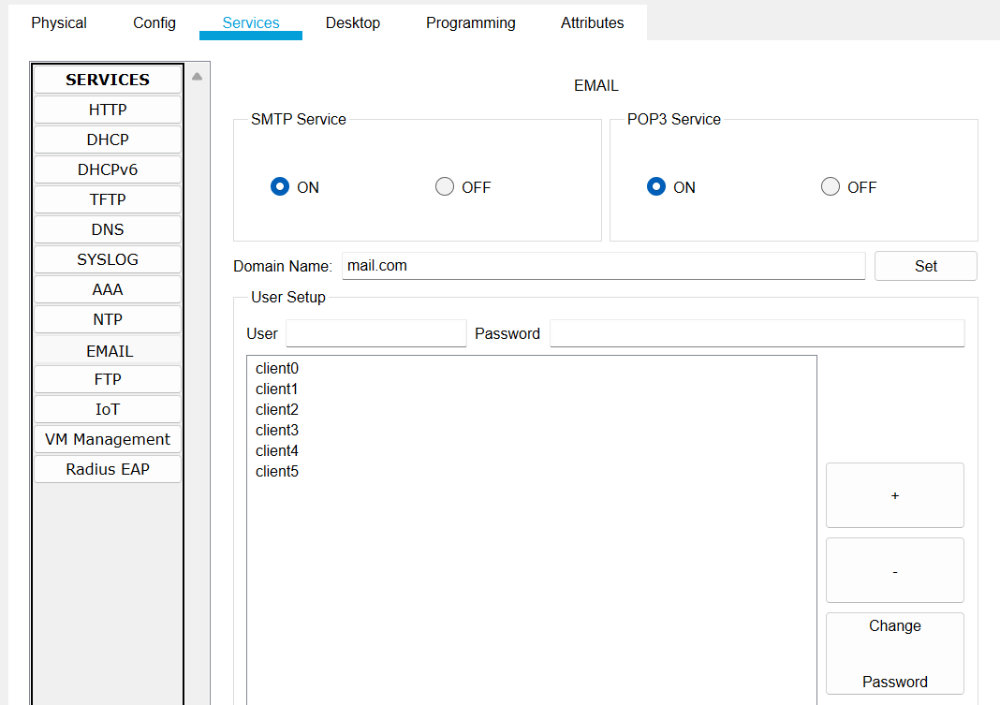 Physical Config Services Desktop Programming Attributes
SERVICES
HTTP
DHCP
DHCPv6
TFTP
DNS
SYSLOG
AAA
NTP
EMAIL
FTP
IoT
VM Management
Radius EAP
EMAIL
SMTP Service
ON OFF
POP3 Service
ON OFF
Domain Name: mail.com Set
User Setup
User Password
client0
client1
client2
client3
client4
client5
+
-
Change
Password